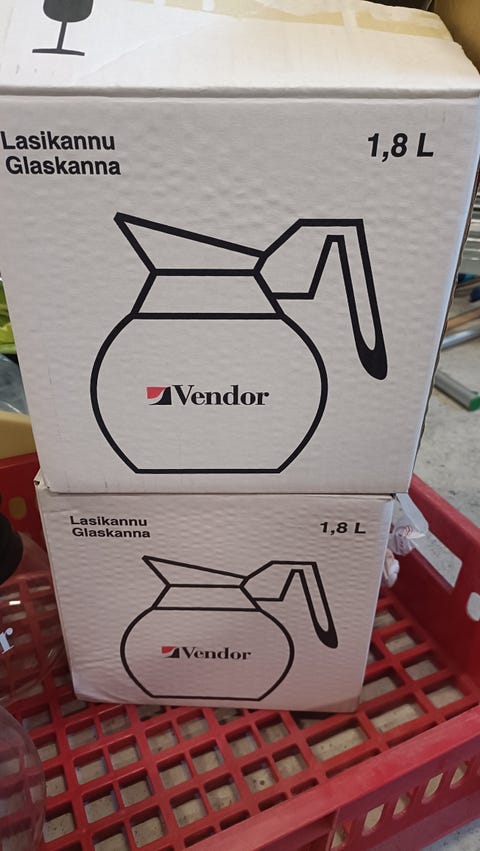 Lasikannu
Glaskanna
1,8 L
Vendor
Lasikannu
Glaskanna
1,8 L
Vendor